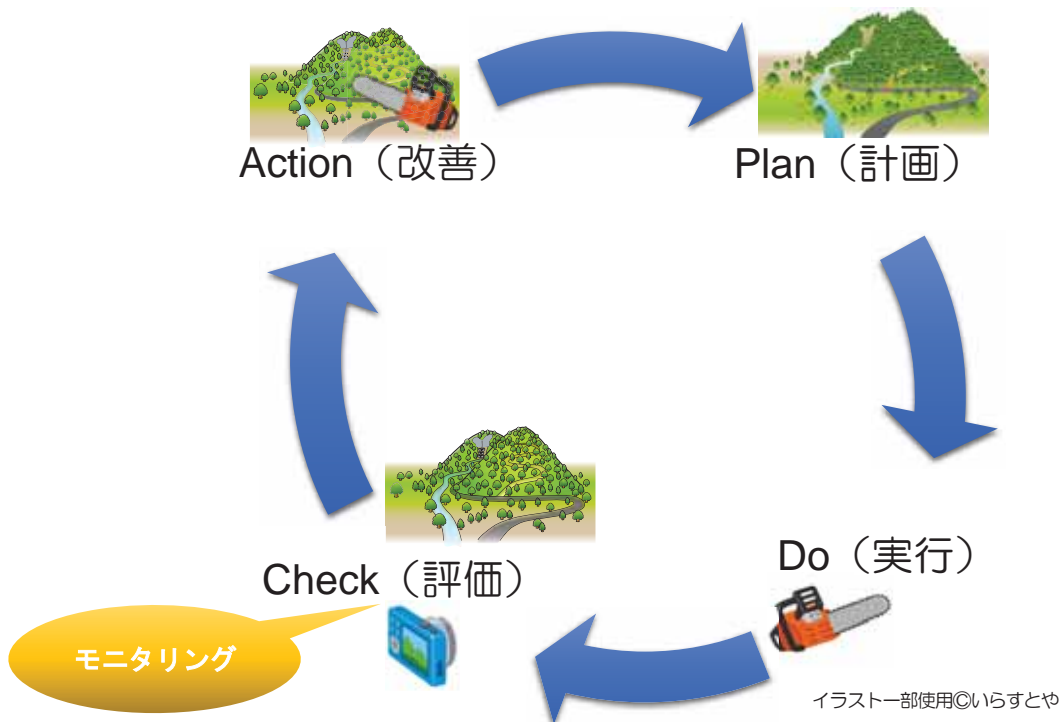 Action（改善）
Plan（計画）
Do（実行）
Check（評価）
モニタリング
イラスト一部使用©いらすとや